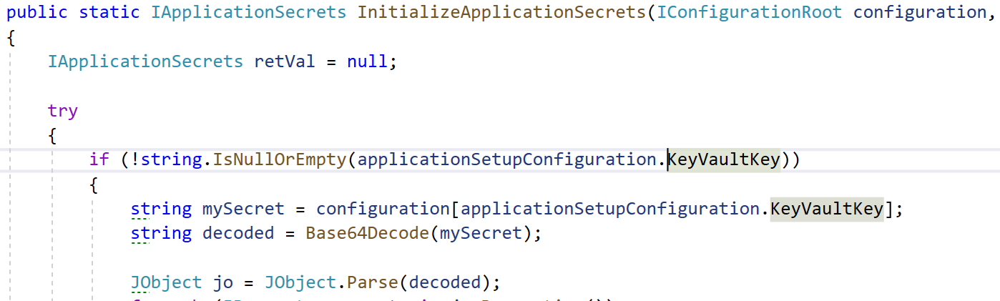 public static IApplicationSecrets InitializeApplicationSecrets(IConfigurationRoot configuration,
{
IApplicationSecrets retVal = null;
try
{
if (!string.IsNullOrEmpty(applicationSetupConfiguration.KeyVaultKey))
{
string mySecret = configuration[applicationSetupConfiguration.KeyVaultKey];
string decoded = Base64Decode(mySecret);
JObject jo = JObject.Parse(decoded);